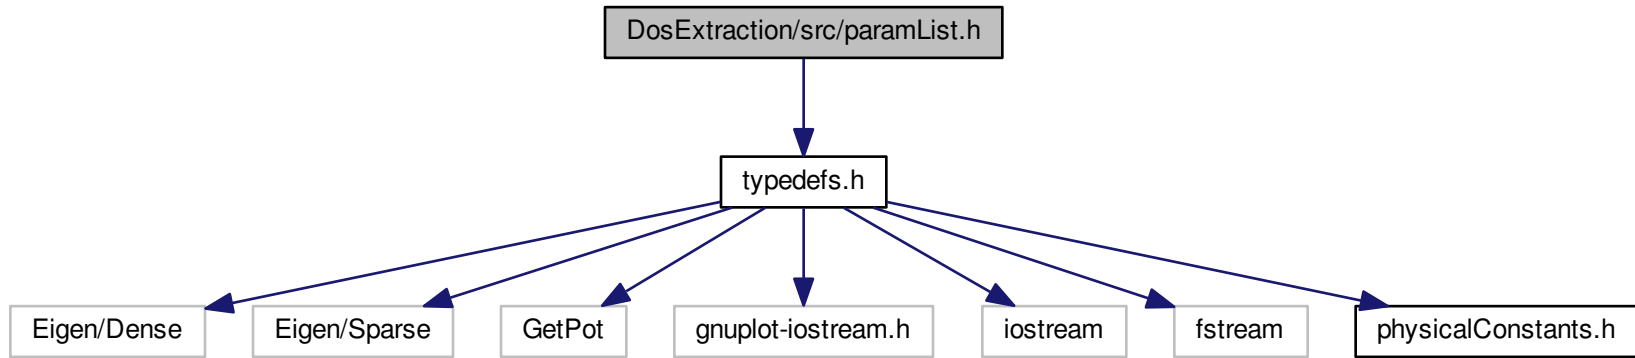 DosExtraction/src/paramList.h
typedefs.h
Eigen/Dense
Eigen/Sparse
GetPot
gnuplot-iostream.h
iostream
fstream
physicalConstants.h